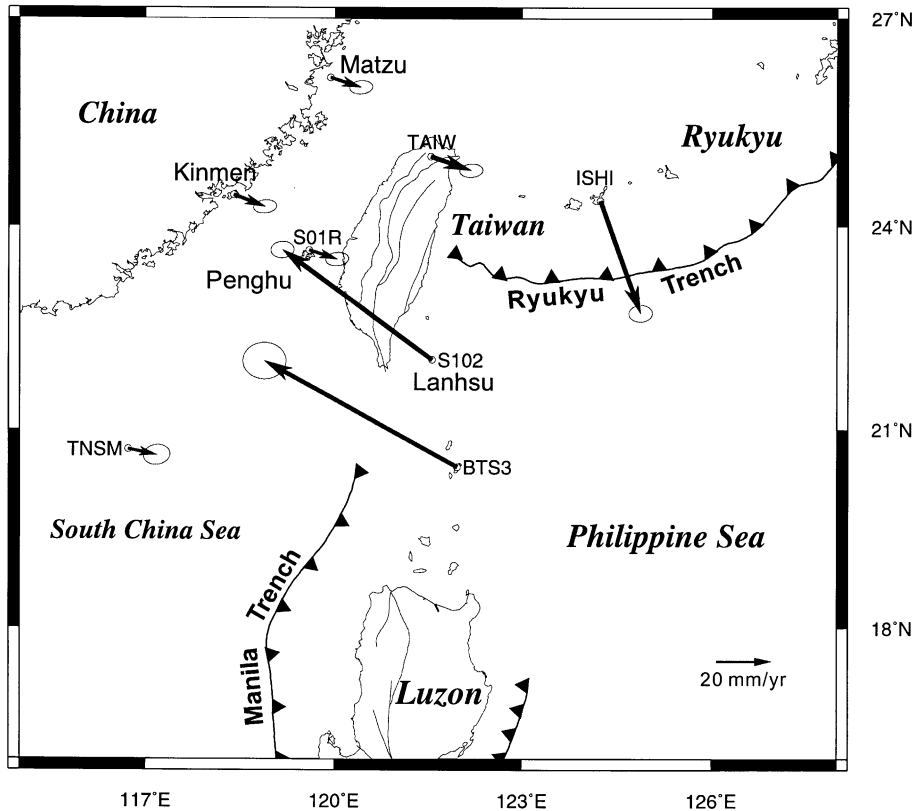 27°N
Matzu
China
Ryukyu
TAIW
Kinmen
ISHI
24°N
Taiwan
S01R
Penghu
Ryukyu Trench
S102
Lanhsu
21°N
TNSM
BTS3
South China Sea
Philippine Sea
Manila Trench
18°N
20 mm/yr
Luzon
117°E
120°E
123°E
126°E